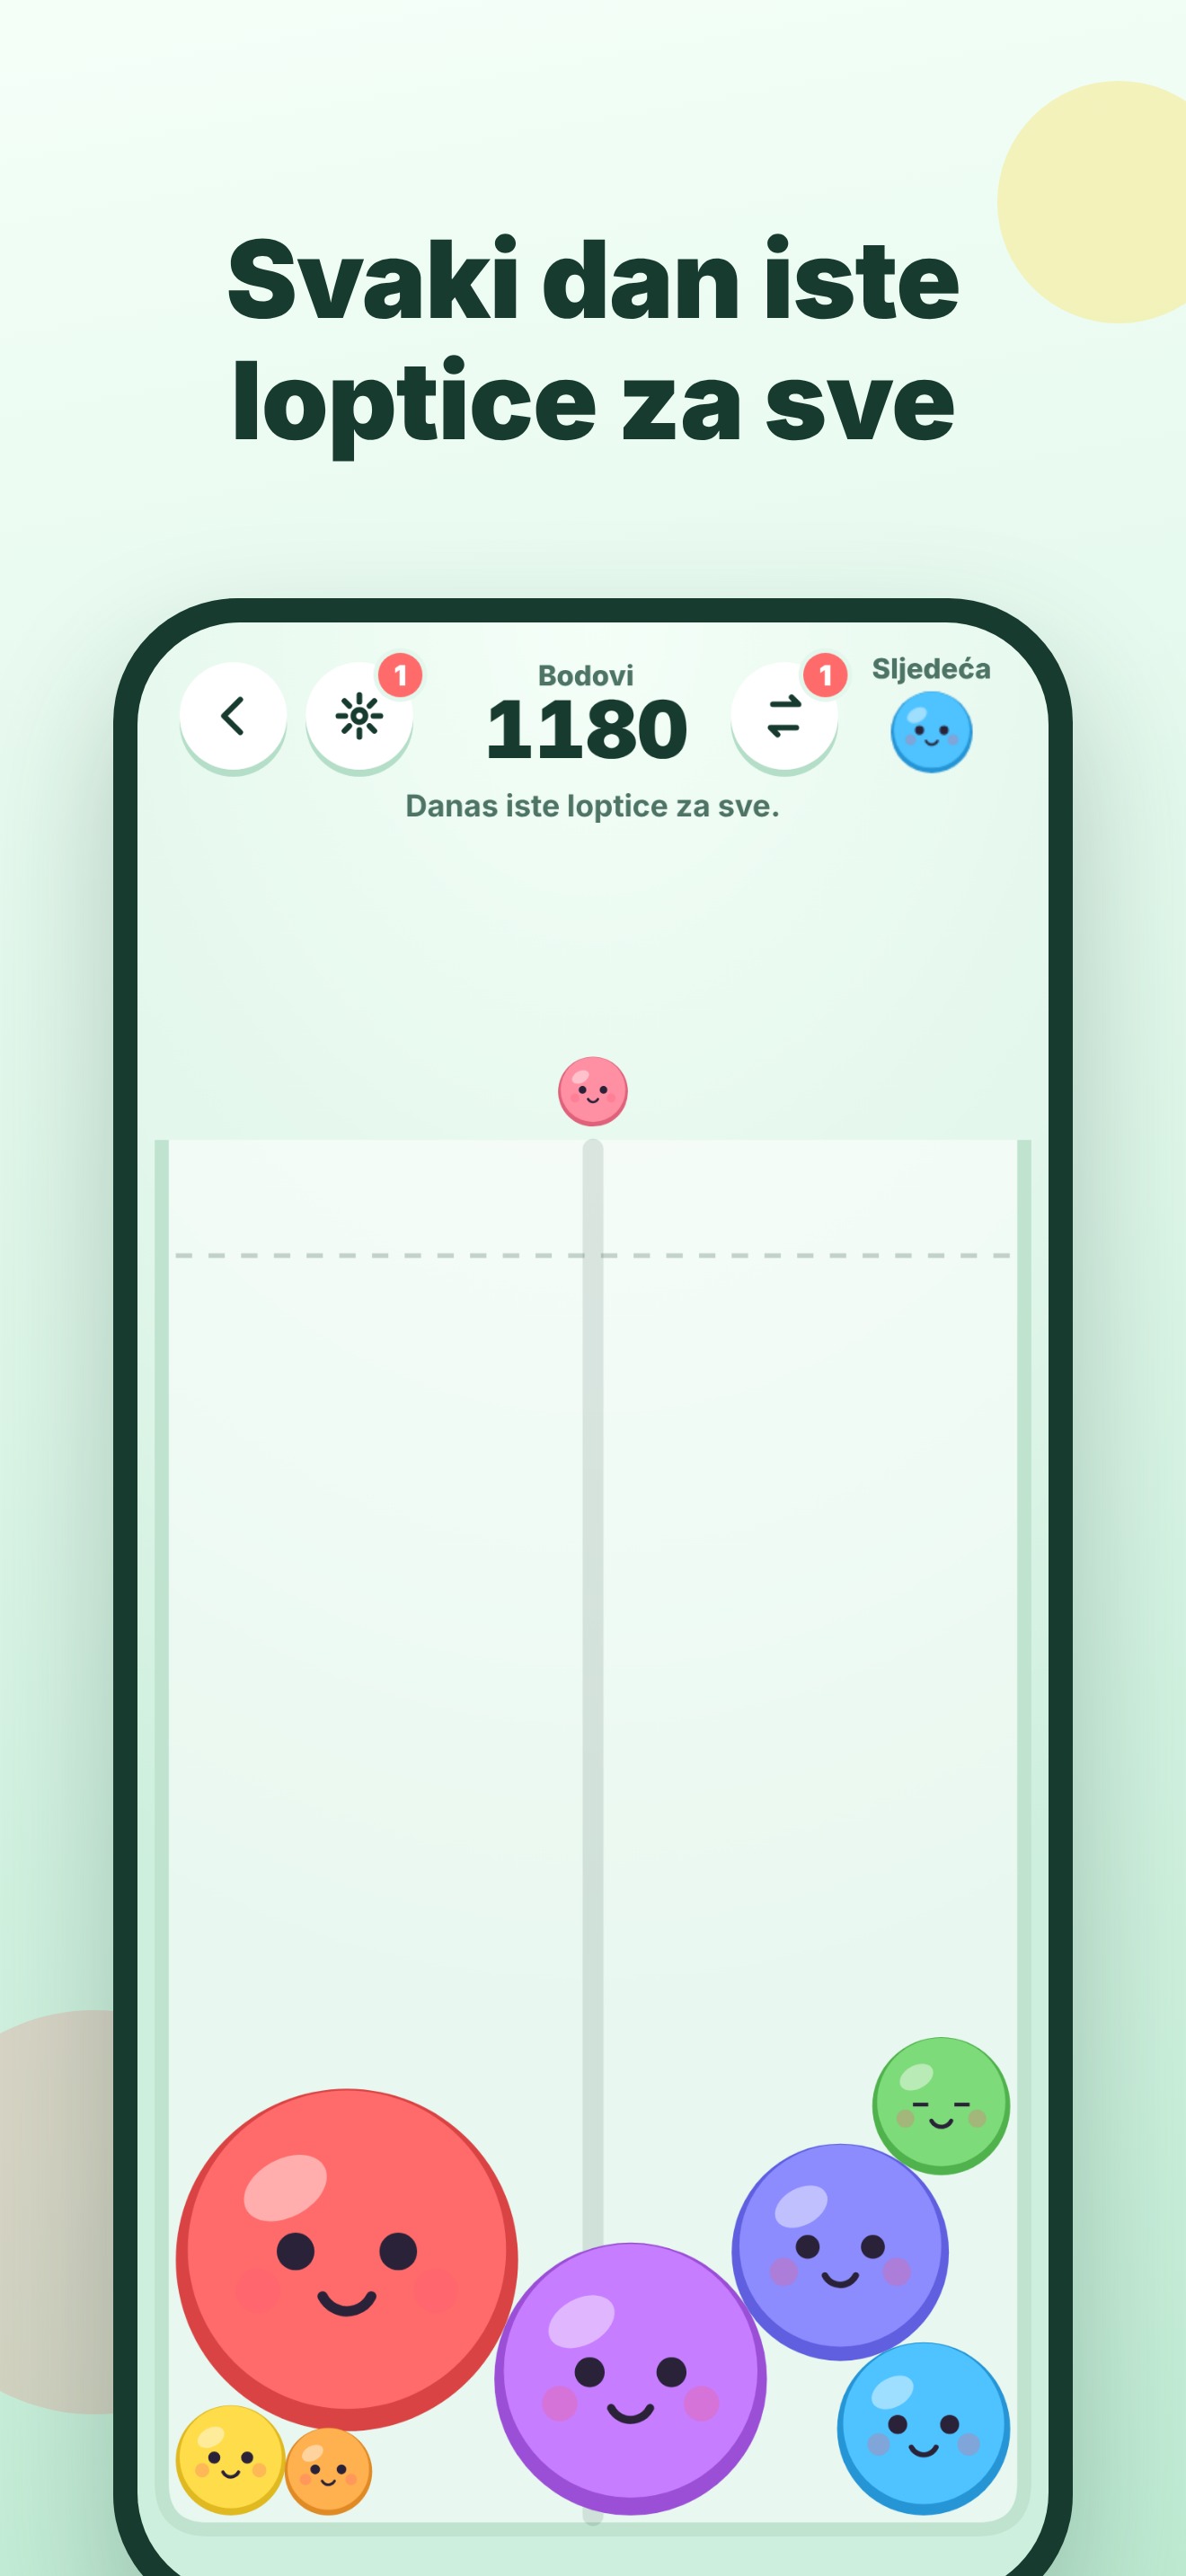 Svaki dan iste
loptice za sve
1
Bodovi
1180
1
Sljedeća
Danas iste loptice za sve.